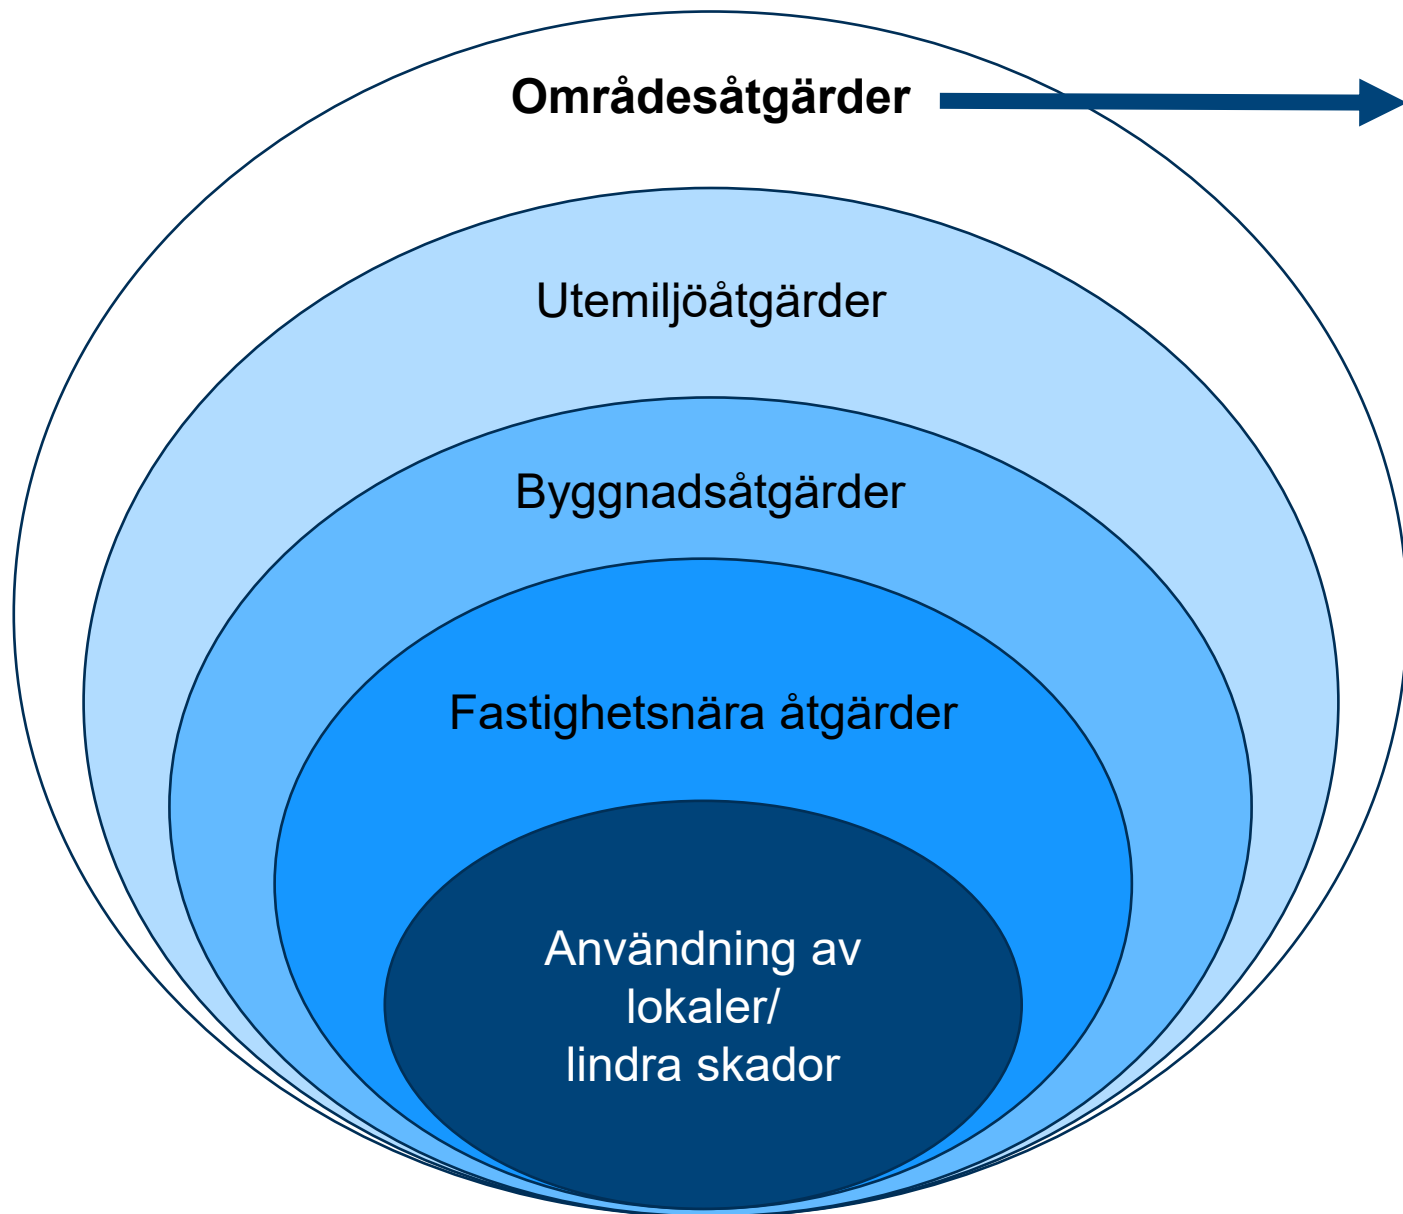 Områdesåtgärder
Utemiljöåtgärder
Byggnadsåtgärder
Fastighetsnära åtgärder
Användning av
lokaler/
lindra skador